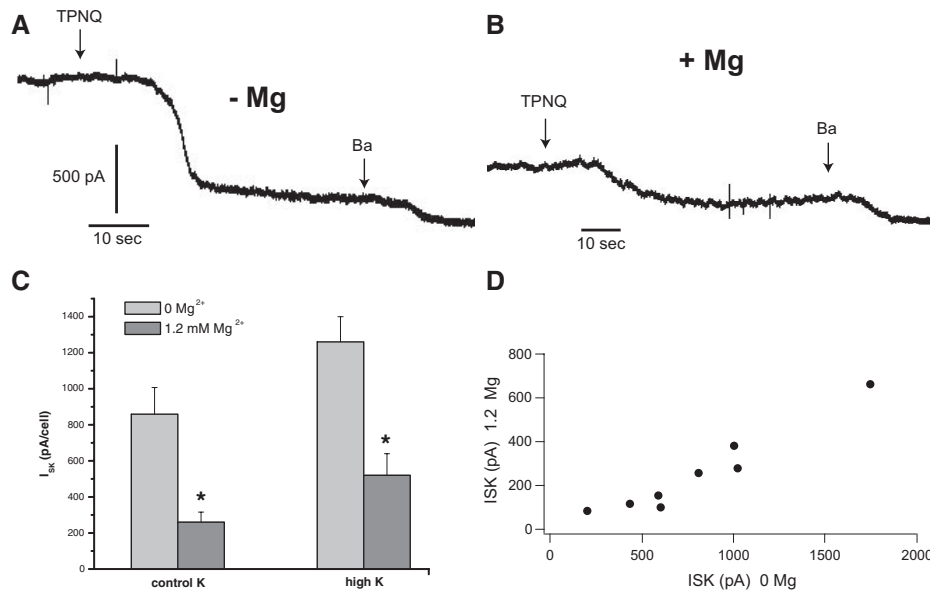 A
TPNQ
- Mg
Ba
500 pA
10 sec
B
+ Mg
TPNQ
Ba
10 sec
C
0 Mg2+
1.2 mM Mg2+
ISK (pA/cell)
1400
1200
1000
800
600
400
200
0
*
*
control K
high K
D
ISK (pA) 1.2 Mg
800
600
400
200
0
0
500
1000
1500
2000
ISK (pA) 0 Mg